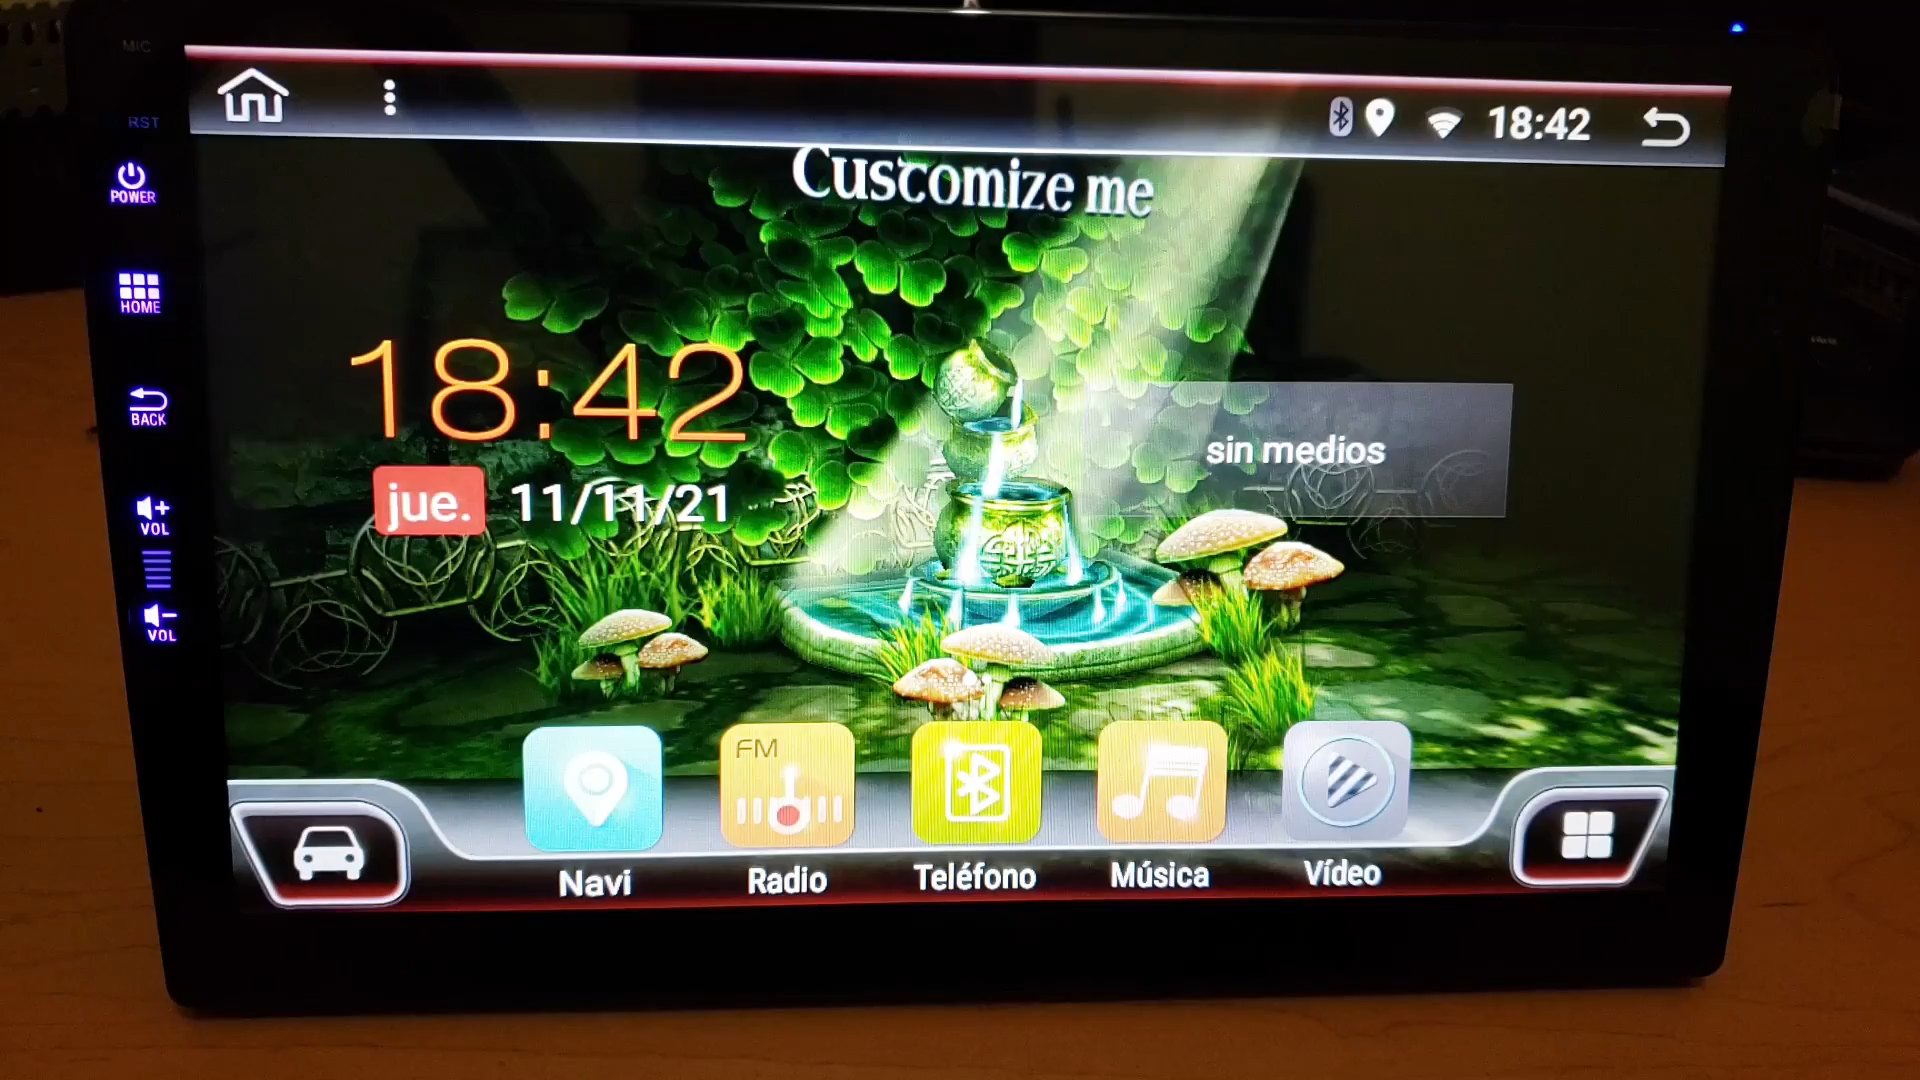 MIC
RST
POWER
HOME
BACK
VOL
VOL
18:42
Customize me
18:42
jue. 11/11/21
sin medios
FM
Navi
Radio
Teléfono
Música
Vídeo